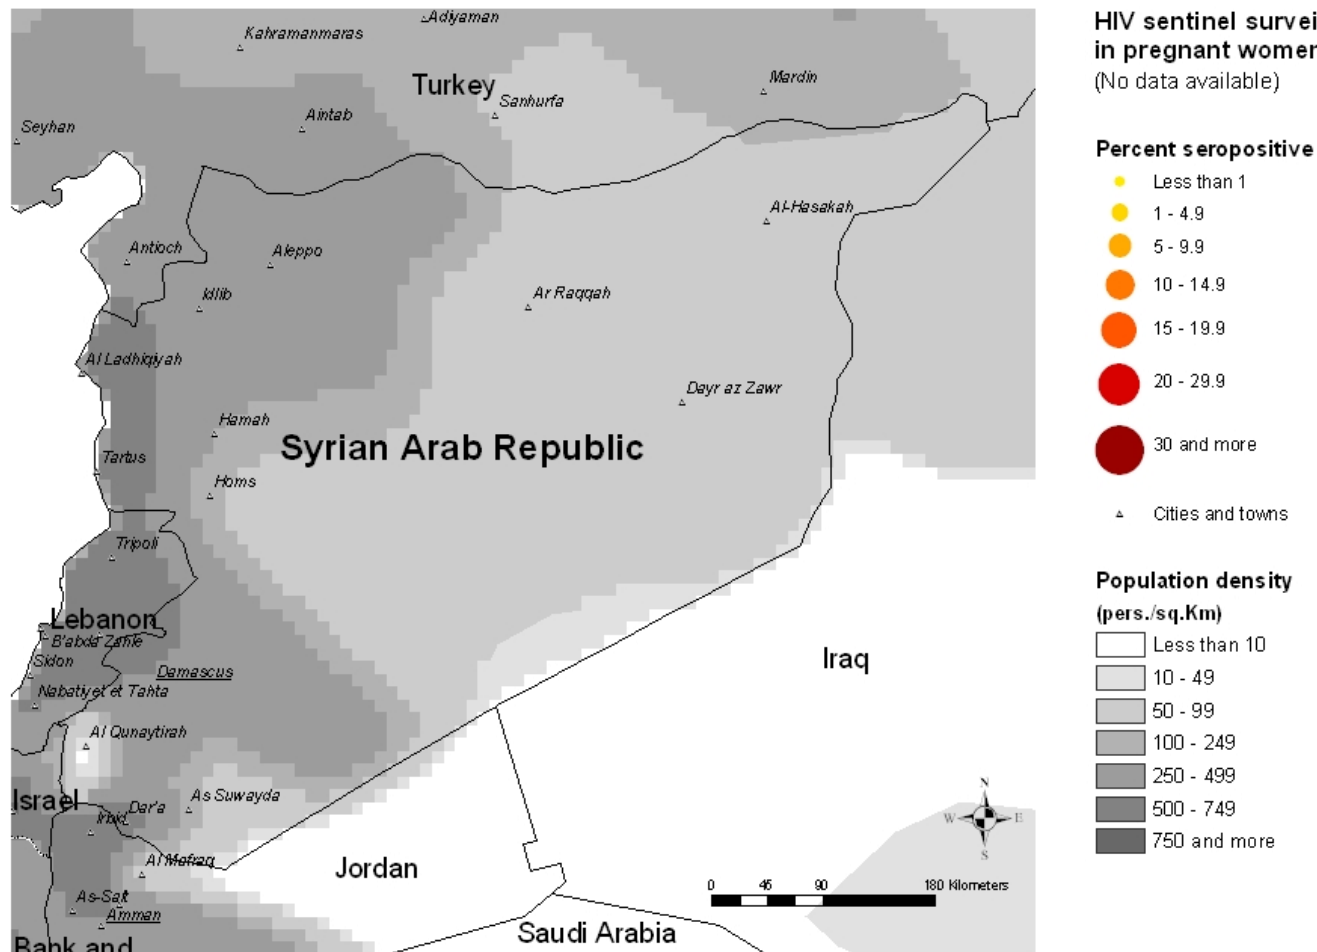 Adiyaman
Kahramanmaras
Turkey
Mardin
Sanhurfa
Aintab
Seyhan
Al-Hasakah
Antioch
Aleppo
Idlib
Ar Raqqah
Al Ladhiqiyah
Dayr az Zawr
Hamah
Syrian Arab Republic
Tartus
Homs
Tripoli
Lebanon
B'abda Zahle
Sidon
Damascus
Nabatiyet et Tahta
Iraq
Al Qunaytirah
Israel
As Suwayda
Dar'a
Irbid
Al Mafraq
Jordan
As-Salt
Amman
Saudi Arabia
Bank and
N
W E
S
0 45 90 180 Kilometers
HIV sentinel survei
in pregnant women
(No data available)
Percent seropositive
Less than 1
1 - 4.9
5 - 9.9
10 - 14.9
15 - 19.9
20 - 29.9
30 and more
Cities and towns
Population density
(pers./sq.Km)
Less than 10
10 - 49
50 - 99
100 - 249
250 - 499
500 - 749
750 and more